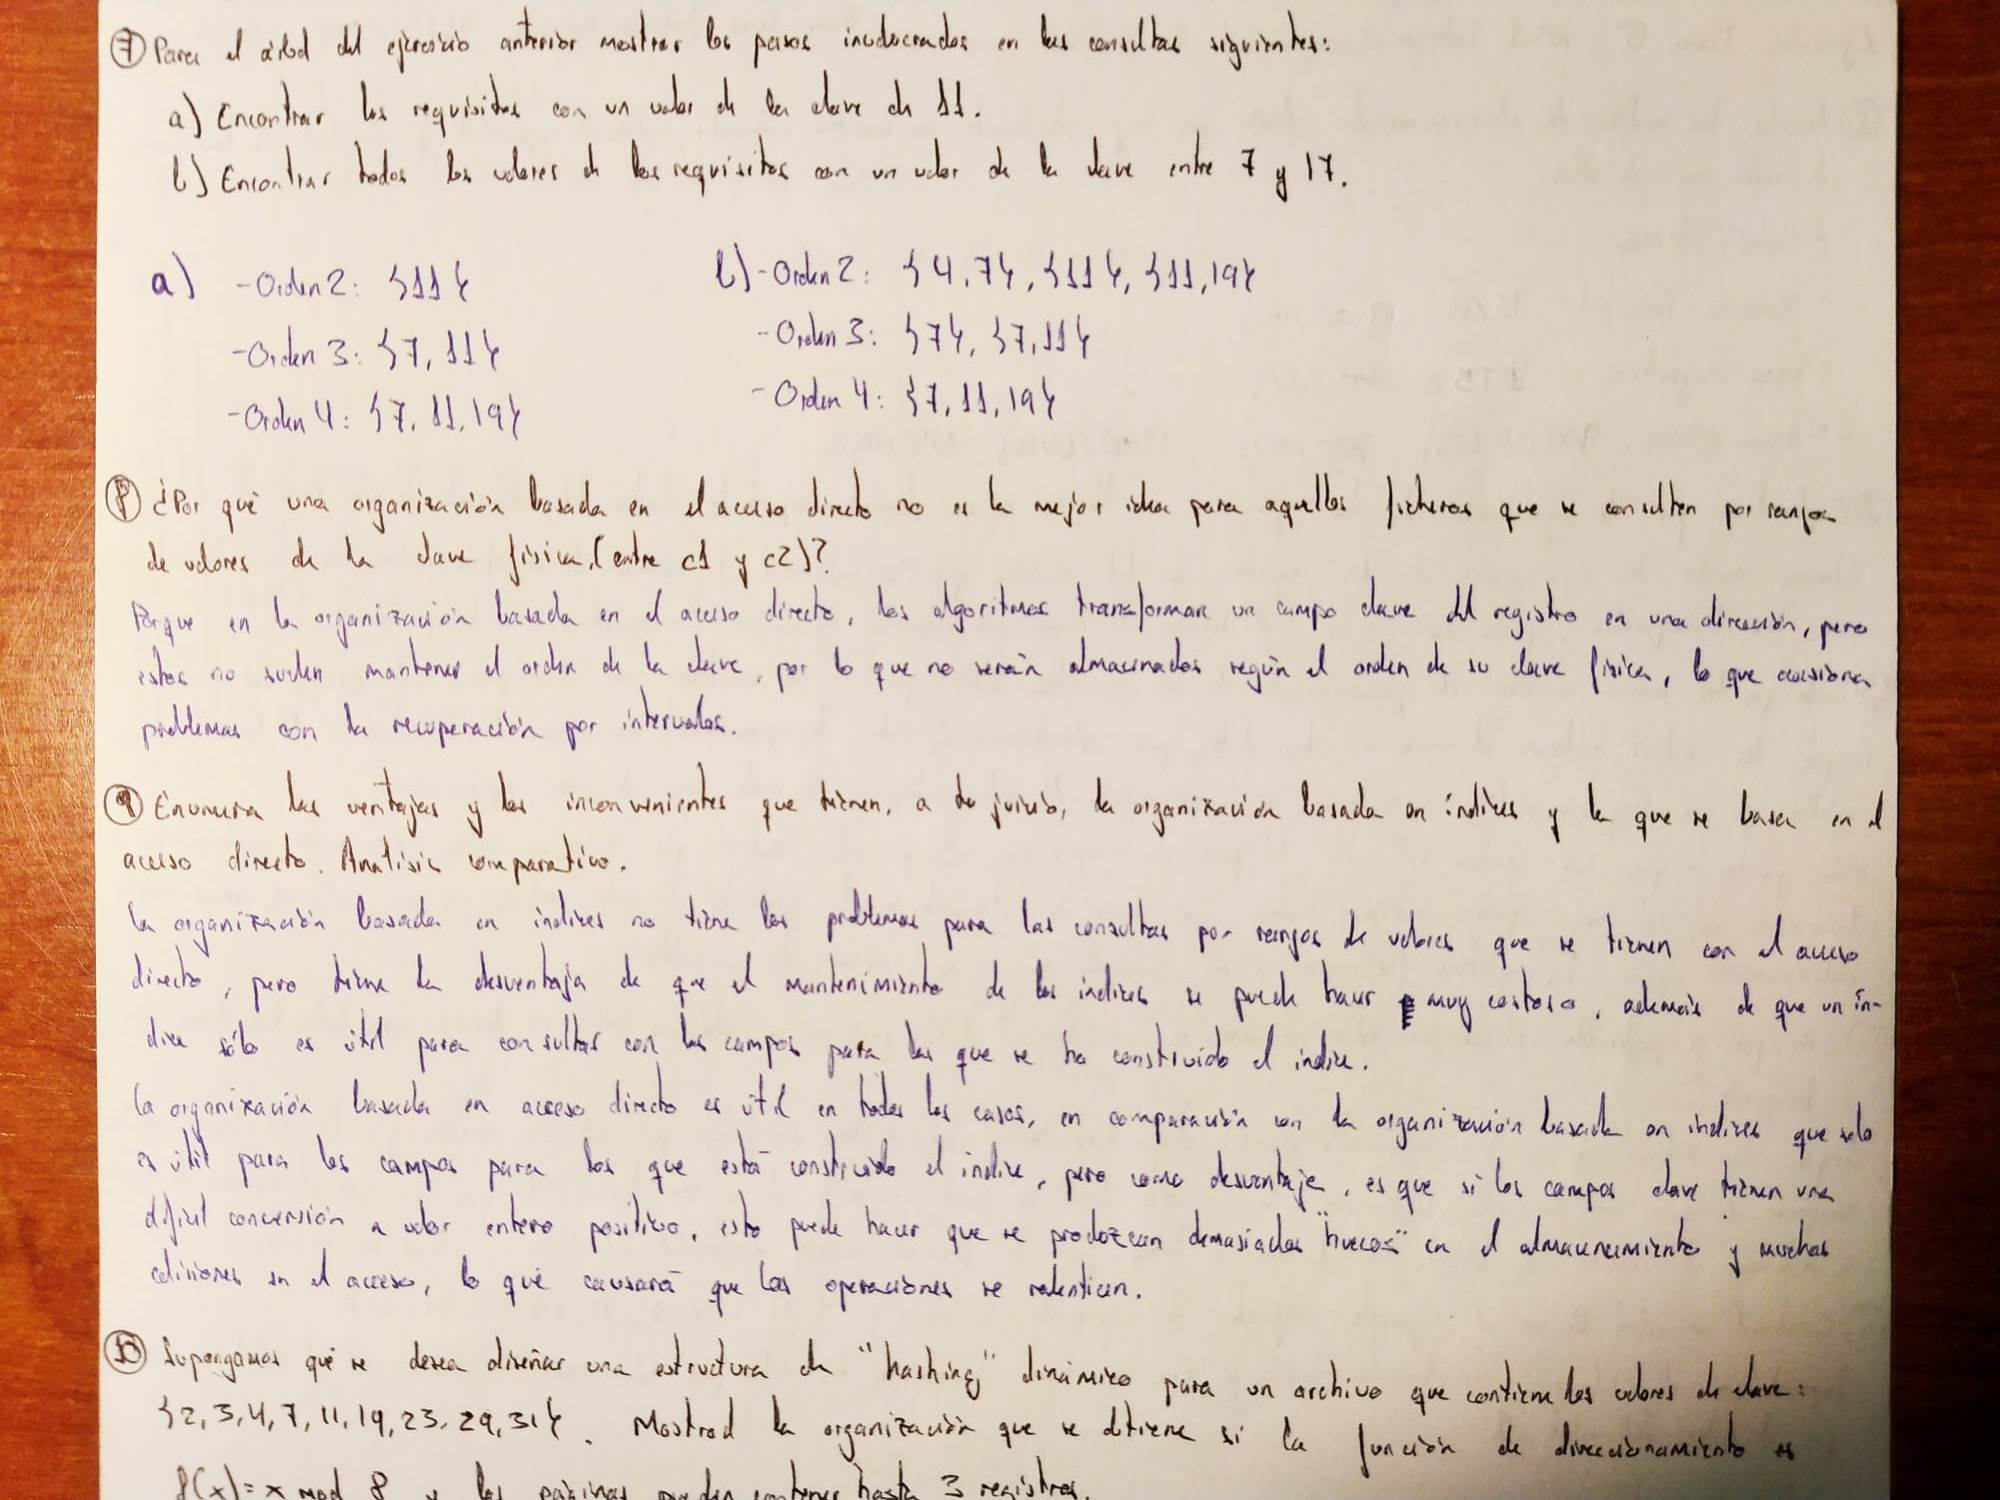 ⑦ Para el árbol del ejercicio anterior mostrar los pasos involucrados en las consultas siguientes:
a) Encontrar los requisitos con un valor de la clave de 11.
b) Encontrar todos los valores de los requisitos con un valor de la clave entre 7 y 17.
a) -Orden 2: {11}
b) -Orden 2: {4,7}, {11}, {11,19}
-Orden 3: {7, 11}
-Orden 3: {7}, {7,11}
-Orden 4: {7, 11, 19}
-Orden 4: {7, 11, 19}
⑧ ¿Por qué una organización basada en el acceso directo no es la mejor idea para aquellos ficheros que se consulten por rangos
de valores de la clave física, (entre c1 y c2)?
Porque en la organización basada en el acceso directo, los algoritmos transforman un campo clave del registro en una dirección, pero
estos no suelen mantener el orden de la clave, por lo que no serán almacenados según el orden de su clave física, lo que ocasiona
problemas con la recuperación por intervalos.
⑨ Enumera las ventajas y los inconvenientes que tienen, a tu juicio, la organización basada en índices y la que se basa en el
acceso directo. Análisis comparativo.
La organización basada en índices no tiene los problemas para las consultas por rangos de valores que se tienen con el acceso
directo, pero tiene la desventaja de que el mantenimiento de los índices se puede hacer muy costoso, además de que un ín-
dice sólo es útil para consultas con los campos para los que se ha construido el índice.
La organización basada en acceso directo es útil en todos los casos, en comparación con la organización basada en índices que solo
es útil para los campos para los que está construido el índice, pero como desventaja, es que si los campos clave tienen una
difícil conversión a valor entero positivo, esto puede hacer que se produzcan demasiados "huecos" en el almacenamiento y muchas
colisiones en el acceso, lo que causará que las operaciones se ralenticen.
⑩ Supongamos que se desea diseñar una estructura de "hashing" dinámico para un archivo que contiene los valores de clave:
{2, 3, 4, 7, 11, 19, 23, 29, 31}. Mostrad la organización que se obtiene si la función de direccionamiento es
f(x) = x mod 8 y las páginas pueden contener hasta 3 registros.